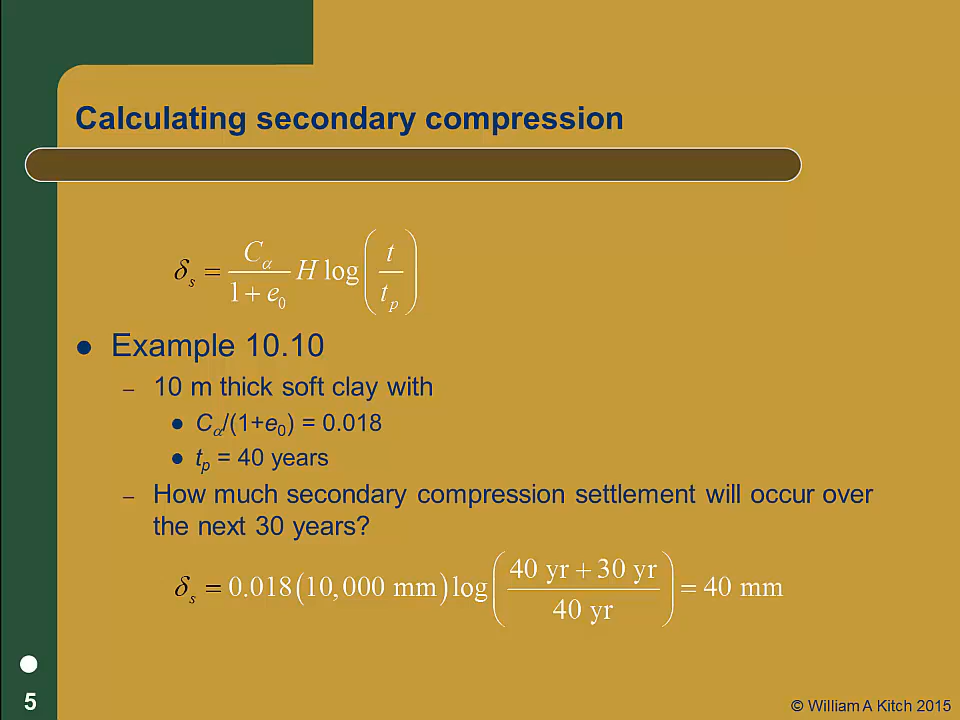 Calculating secondary compression
δs = Cα / (1 + e0) H log(t / tp)
● Example 10.10
– 10 m thick soft clay with
● Cα/(1+e0) = 0.018
● tp = 40 years
– How much secondary compression settlement will occur over
the next 30 years?
δs = 0.018(10,000 mm)log((40 yr + 30 yr) / 40 yr) = 40 mm
5
© William A Kitch 2015